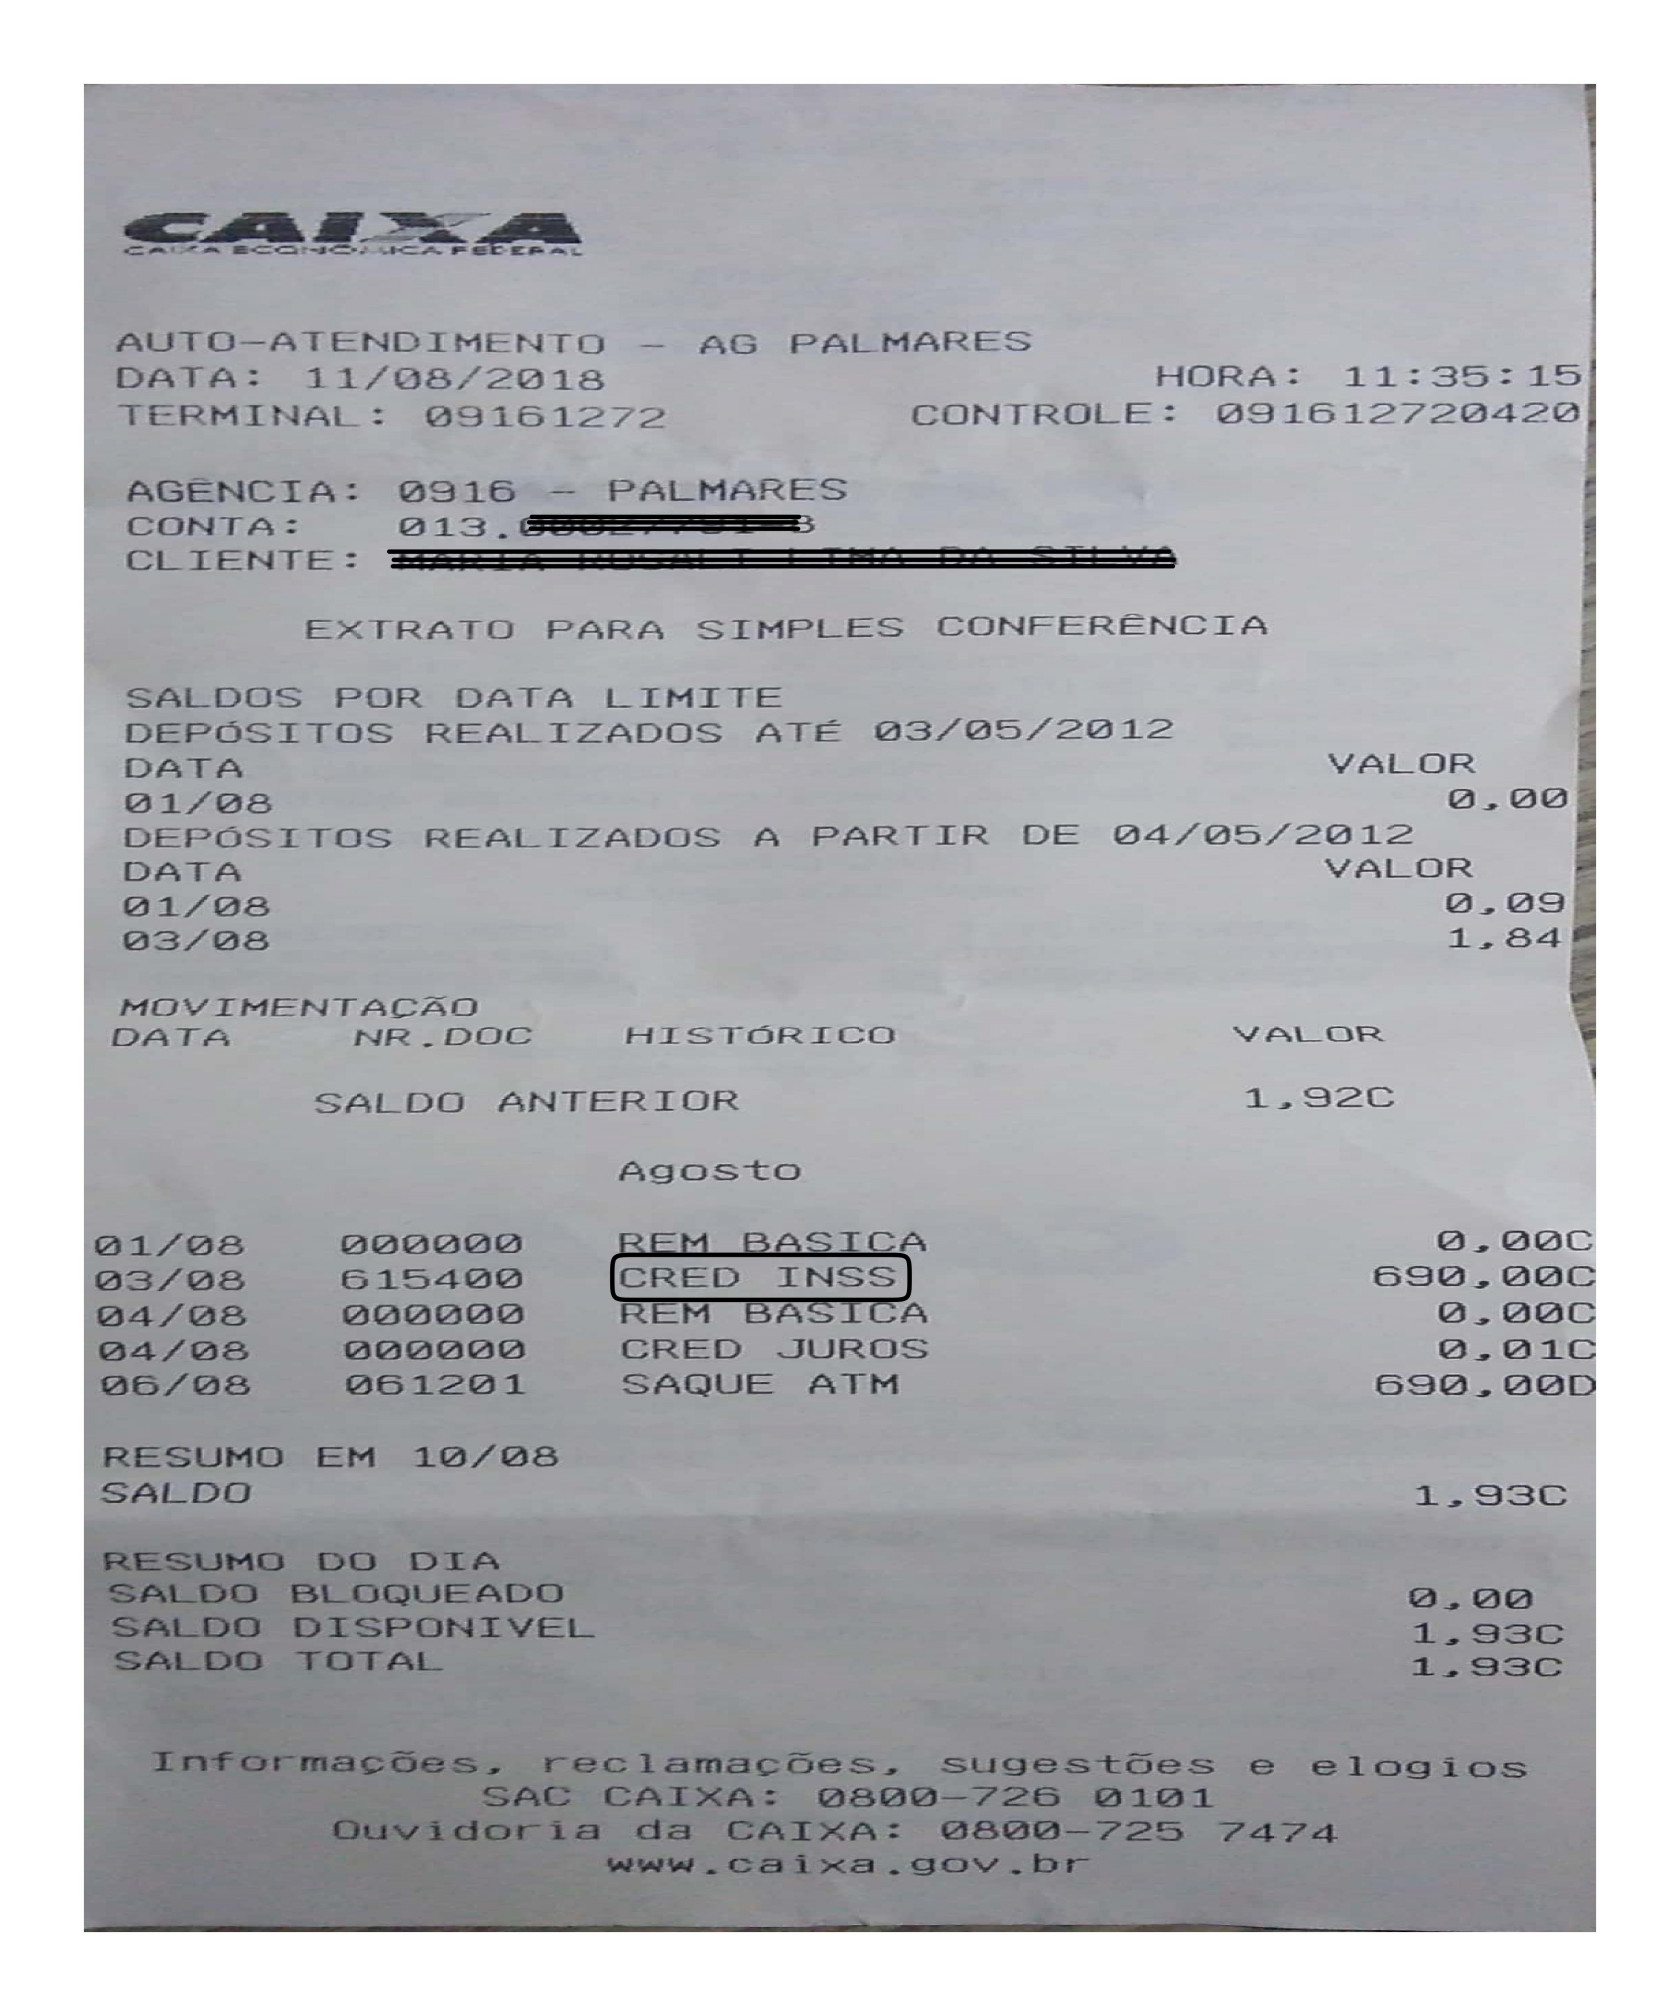 CAIXA
CAIXA ECONÔMICA FEDERAL
AUTO-ATENDIMENTO - AG PALMARES
DATA: 11/08/2018 HORA: 11:35:15
TERMINAL: 09161272 CONTROLE: 091612720420
AGÊNCIA: 0916 - PALMARES
CONTA: 013.
CLIENTE:
EXTRATO PARA SIMPLES CONFERÊNCIA
SALDOS POR DATA LIMITE
DEPÓSITOS REALIZADOS ATÉ 03/05/2012
DATA VALOR
01/08 0,00
DEPÓSITOS REALIZADOS A PARTIR DE 04/05/2012
DATA VALOR
01/08 0,09
03/08 1,84
MOVIMENTAÇÃO
DATA NR.DOC HISTÓRICO VALOR
SALDO ANTERIOR 1,92C
Agosto
01/08 000000 REM BASICA 0,00C
03/08 615400 CRED INSS 690,00C
04/08 000000 REM BASICA 0,00C
04/08 000000 CRED JUROS 0,01C
06/08 061201 SAQUE ATM 690,00D
RESUMO EM 10/08
SALDO 1,93C
RESUMO DO DIA
SALDO BLOQUEADO 0,00
SALDO DISPONIVEL 1,93C
SALDO TOTAL 1,93C
Informações, reclamações, sugestões e elogios
SAC CAIXA: 0800-726 0101
Ouvidoria da CAIXA: 0800-725 7474
www.caixa.gov.br